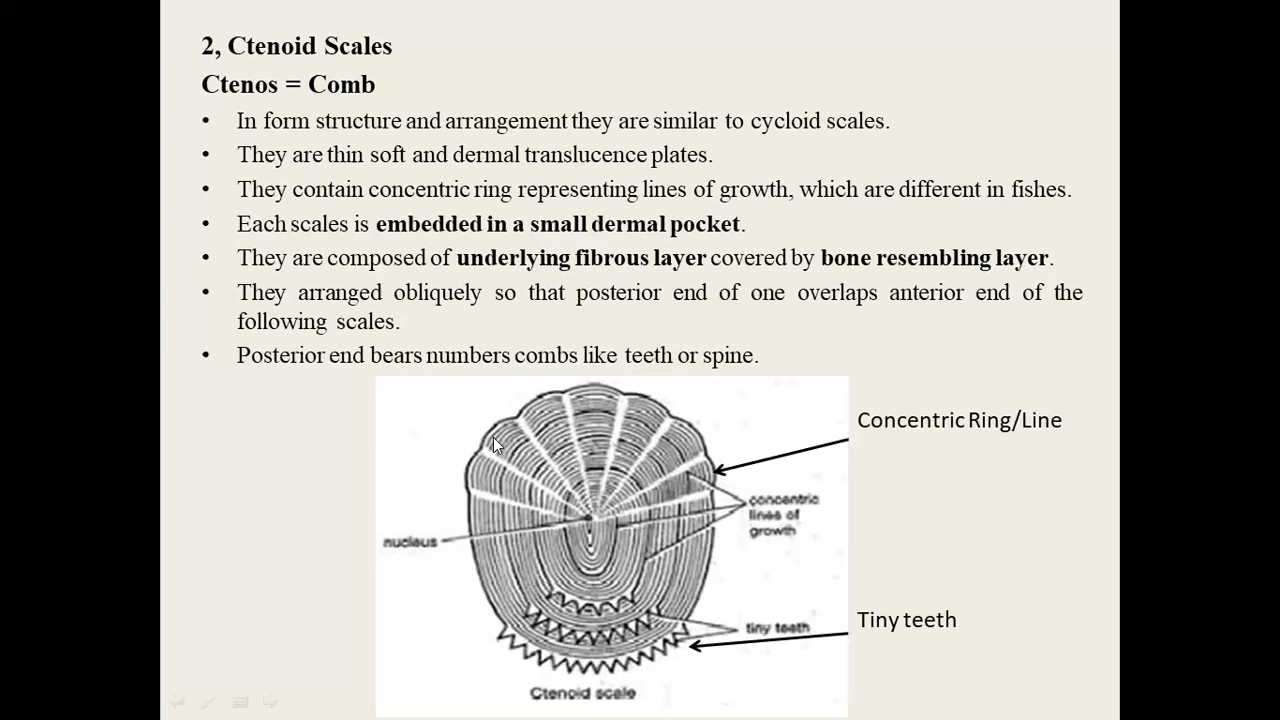 2, Ctenoid Scales
Ctenos = Comb
• In form structure and arrangement they are similar to cycloid scales.
• They are thin soft and dermal translucence plates.
• They contain concentric ring representing lines of growth, which are different in fishes.
• Each scales is embedded in a small dermal pocket.
• They are composed of underlying fibrous layer covered by bone resembling layer.
• They arranged obliquely so that posterior end of one overlaps anterior end of the
following scales.
• Posterior end bears numbers combs like teeth or spine.
Concentric Ring/Line
concentric
lines of
growth
nucleus
Tiny teeth
tiny teeth
Ctenoid scale